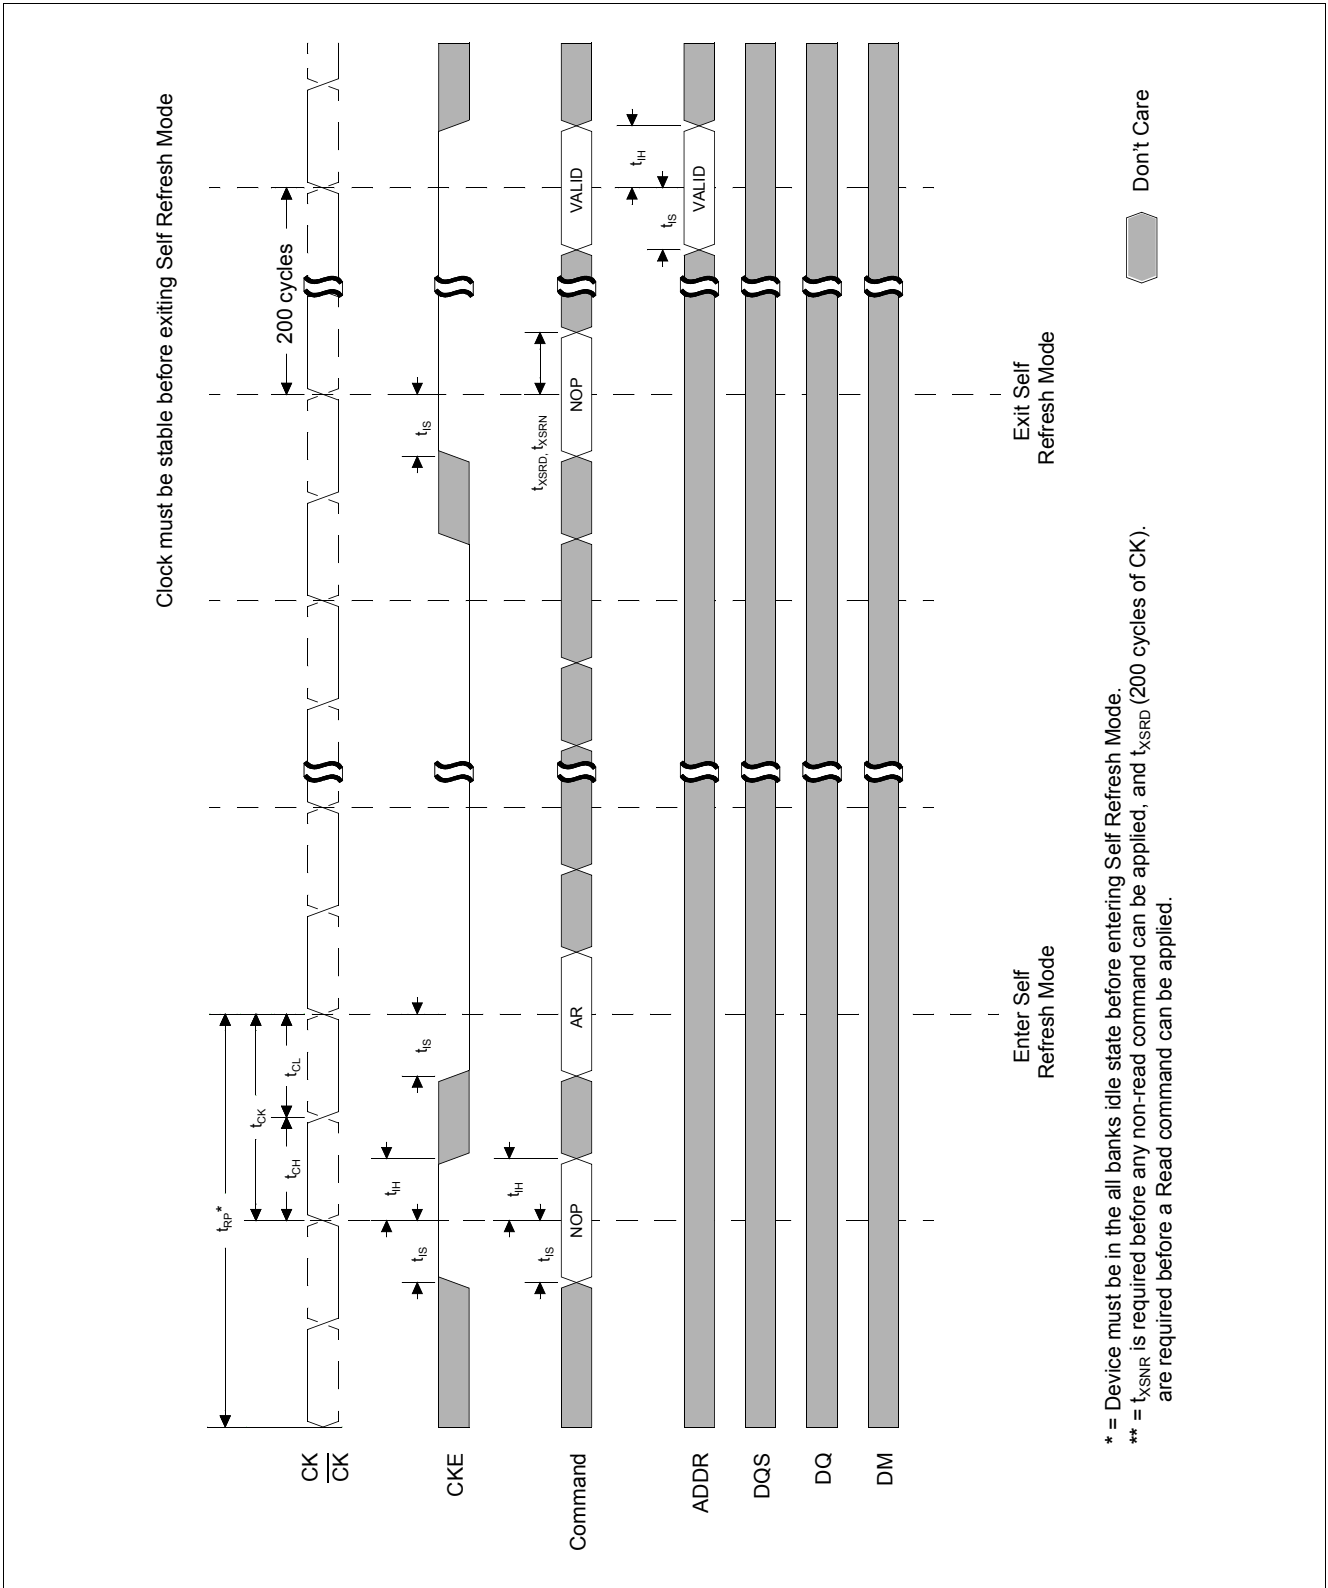 Clock must be stable before exiting Self Refresh Mode
tRP*
tCK
tCH
tCL
200 cycles
CK
CK
tIS
tIH
tIS
tIS
CKE
tIS
tIH
tXSRD, tXSRN
tIH
Command
NOP
AR
NOP
VALID
tIS
ADDR
VALID
DQS
DQ
DM
Enter Self
Refresh Mode
Exit Self
Refresh Mode
* = Device must be in the all banks idle state before entering Self Refresh Mode.
** = tXSNR is required before any non-read command can be applied, and tXSRD (200 cycles of CK).
are required before a Read command can be applied.
Don't Care